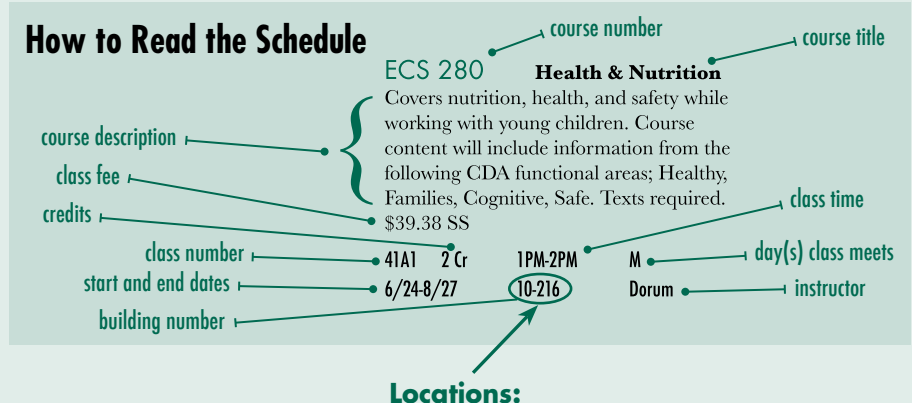 How to Read the Schedule
course number
course title
ECS 280 Health & Nutrition
Covers nutrition, health, and safety while
working with young children. Course
content will include information from the
following CDA functional areas; Healthy,
Families, Cognitive, Safe. Texts required.
$39.38 SS
course description
class fee
credits
class time
class number
41A1 2 Cr 1PM-2PM M
day(s) class meets
start and end dates
6/24-8/27 10-216 Dorum
instructor
building number
Locations: